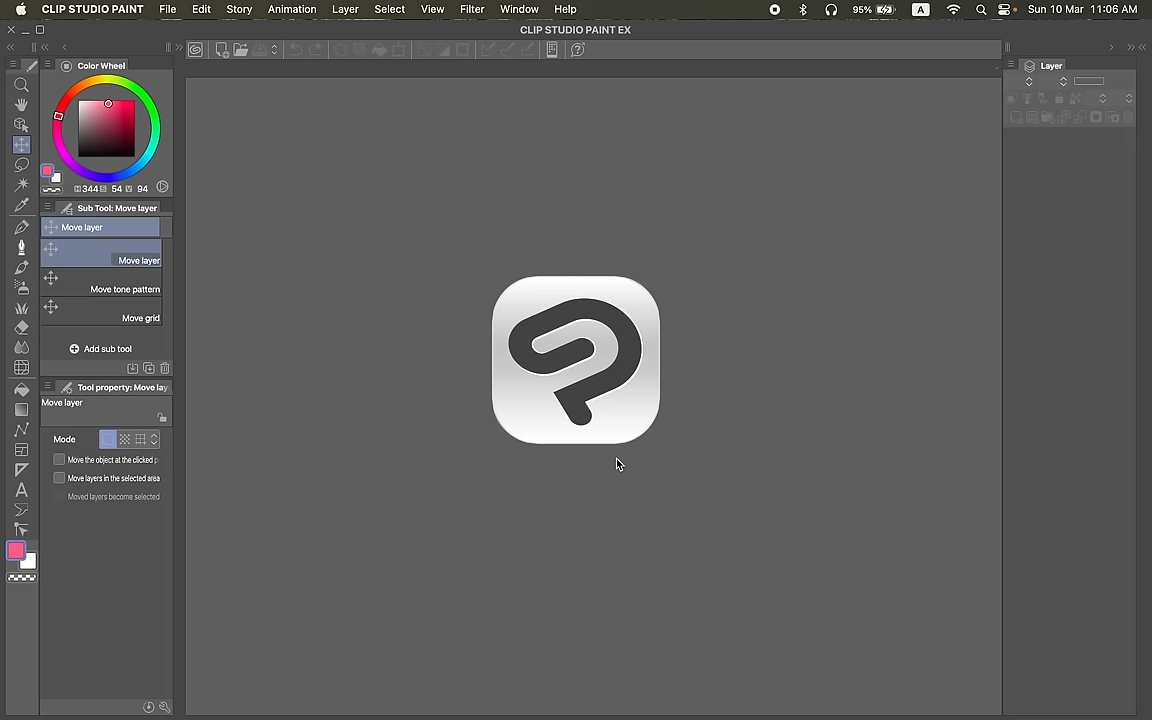 CLIP STUDIO PAINT File Edit Story Animation Layer Select View Filter Window Help 95% A Sun 10 Mar 11:06 AM
CLIP STUDIO PAINT EX
Color Wheel
Layer
H 344 S 54 V 94
Sub Tool: Move layer
Move layer
Move layer
Move tone pattern
Move grid
Add sub tool
Tool property: Move lay
Move layer
Mode
Move the object at the clicked p
Move layers in the selected area
Moved layers become selected